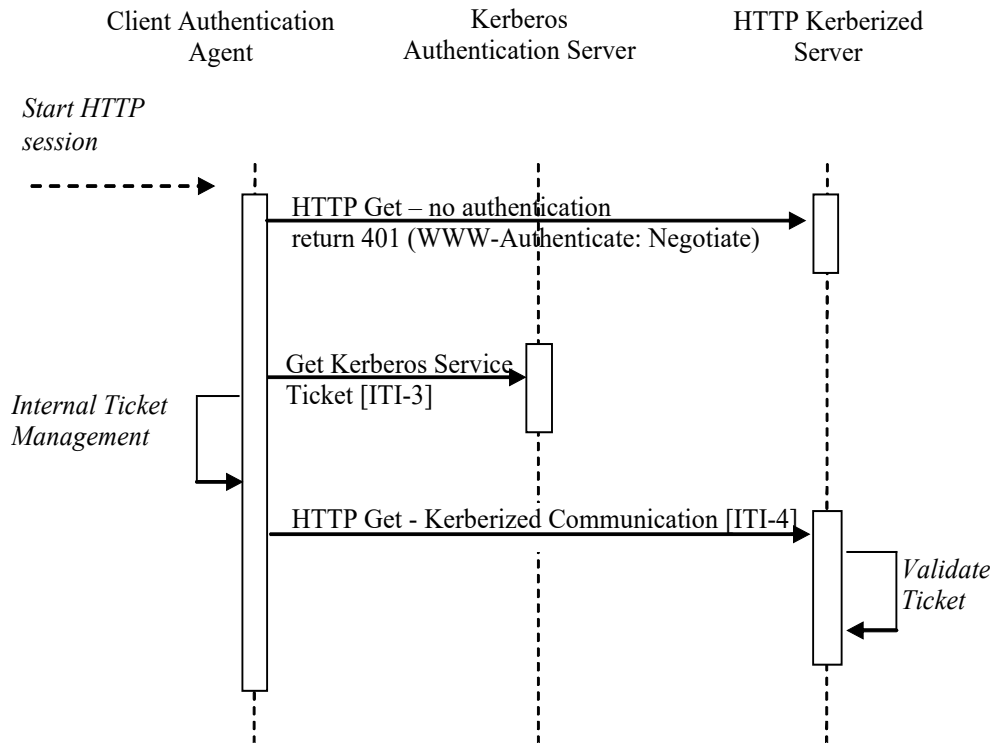 Client Authentication
Agent
Kerberos
Authentication Server
HTTP Kerberized
Server
Start HTTP
session
HTTP Get – no authentication
return 401 (WWW-Authenticate: Negotiate)
Get Kerberos Service
Ticket [ITI-3]
Internal Ticket
Management
HTTP Get - Kerberized Communication [ITI-4]
Validate
Ticket